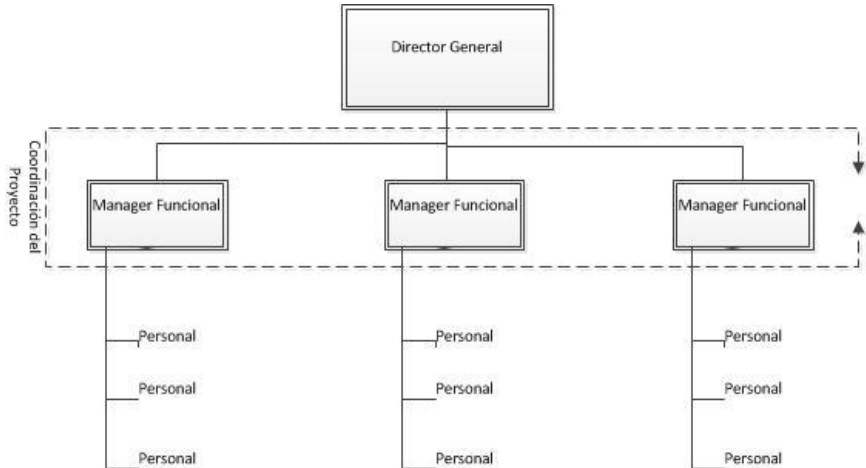 Director General
Coordinación del
Proyecto
Manager Funcional
Manager Funcional
Manager Funcional
Personal
Personal
Personal
Personal
Personal
Personal
Personal
Personal
Personal